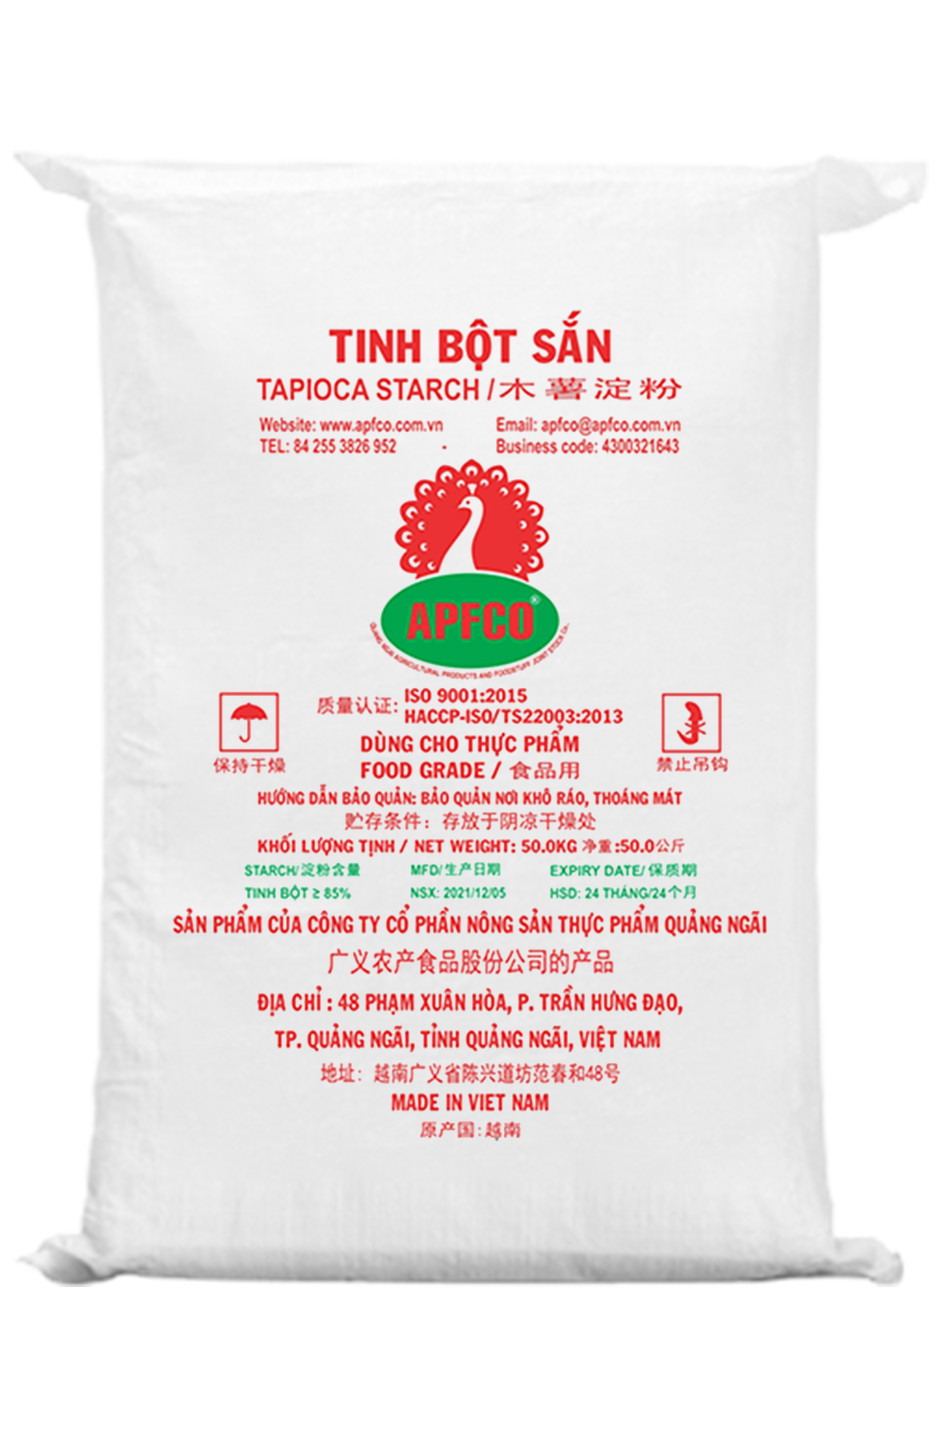 TINH BỘT SẮN
TAPIOCA STARCH / 木薯淀粉
Website: www.apfco.com.vn Email: apfco@apfco.com.vn
TEL: 84 255 3826 952 - Business code: 4300321643
APFCO ®
QUANG NGAI AGRICULTURAL PRODUCTS AND FOODSTUFF JOINT STOCK Co.,
质量认证: ISO 9001:2015
HACCP-ISO/TS22003:2013
保持干燥
禁止吊钩
DÙNG CHO THỰC PHẨM
FOOD GRADE / 食品用
HƯỚNG DẪN BẢO QUẢN: BẢO QUẢN NƠI KHÔ RÁO, THOÁNG MÁT
贮存条件：存放于阴凉干燥处
KHỐI LƯỢNG TỊNH / NET WEIGHT: 50.0KG 净重:50.0公斤
STARCH/淀粉含量 MFD/生产日期 EXPIRY DATE/保质期
TINH BỘT ≥ 85% NSX: 2021/12/05 HSD: 24 THÁNG/24个月
SẢN PHẨM CỦA CÔNG TY CỔ PHẦN NÔNG SẢN THỰC PHẨM QUẢNG NGÃI
广义农产食品股份公司的产品
ĐỊA CHỈ : 48 PHẠM XUÂN HÒA, P. TRẦN HƯNG ĐẠO,
TP. QUẢNG NGÃI, TỈNH QUẢNG NGÃI, VIỆT NAM
地址：越南广义省陈兴道坊范春和48号
MADE IN VIET NAM
原产国:越南